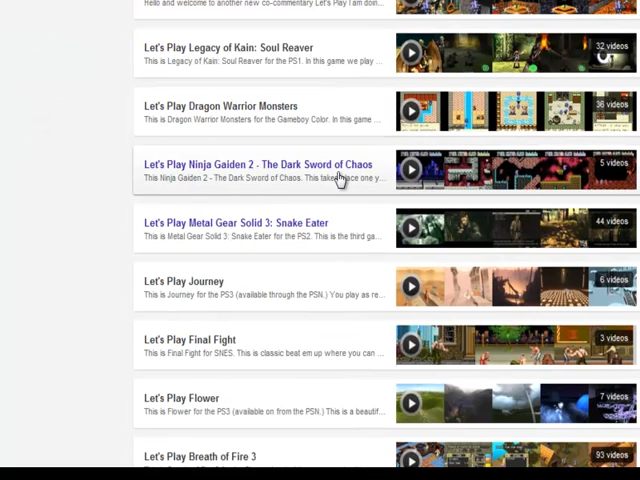 Hello and welcome to another new co-commentary Let's Play I am doin...
Let's Play Legacy of Kain: Soul Reaver
This is Legacy of Kain: Soul Reaver for the PS1. In this game we play ...
32 videos
Let's Play Dragon Warrior Monsters
This is Dragon Warrior Monsters for the Gameboy Color. In this game ...
36 videos
Let's Play Ninja Gaiden 2 - The Dark Sword of Chaos
This Ninja Gaiden 2 - The Dark Sword of Chaos. This takes place one y...
5 videos
Let's Play Metal Gear Solid 3: Snake Eater
This is Metal Gear Solid 3: Snake Eater for the PS2. This is the third ga...
44 videos
Let's Play Journey
This is Journey for the PS3 (available through the PSN.) You play as re...
6 videos
Let's Play Final Fight
This is Final Fight for SNES. This is classic beat em up where you can ...
3 videos
Let's Play Flower
This is Flower for the PS3 (available on from the PSN.) This is a beautif...
7 videos
Let's Play Breath of Fire 3
93 videos